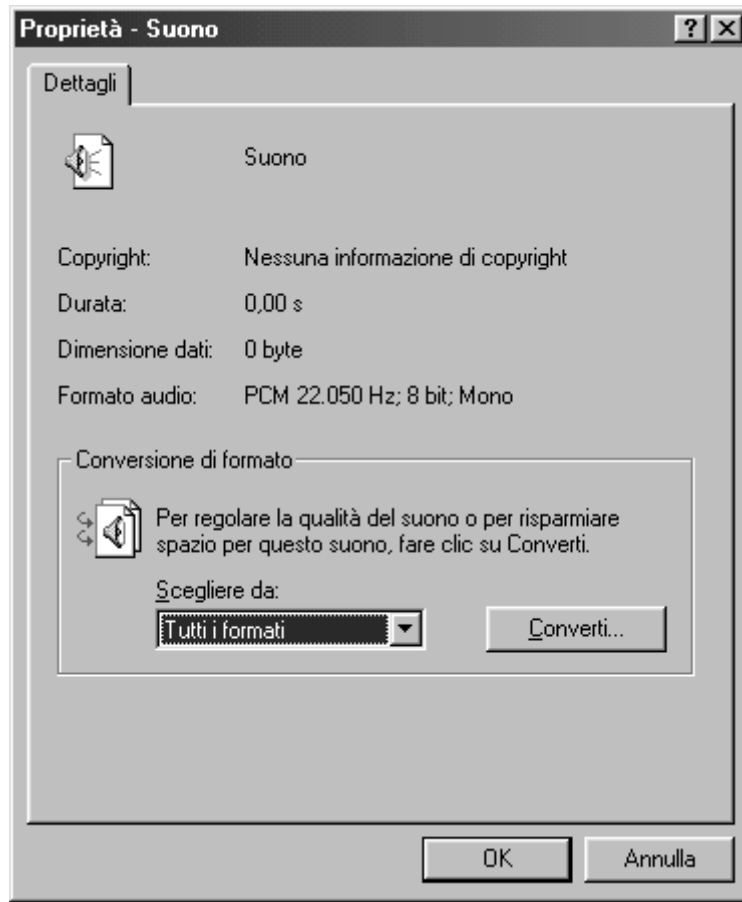 Proprietà - Suono
Dettagli
Suono
Copyright: Nessuna informazione di copyright
Durata: 0,00 s
Dimensione dati: 0 byte
Formato audio: PCM 22.050 Hz; 8 bit; Mono
Conversione di formato
Per regolare la qualità del suono o per risparmiare
spazio per questo suono, fare clic su Converti.
Scegliere da:
Tutti i formati Converti...
OK Annulla